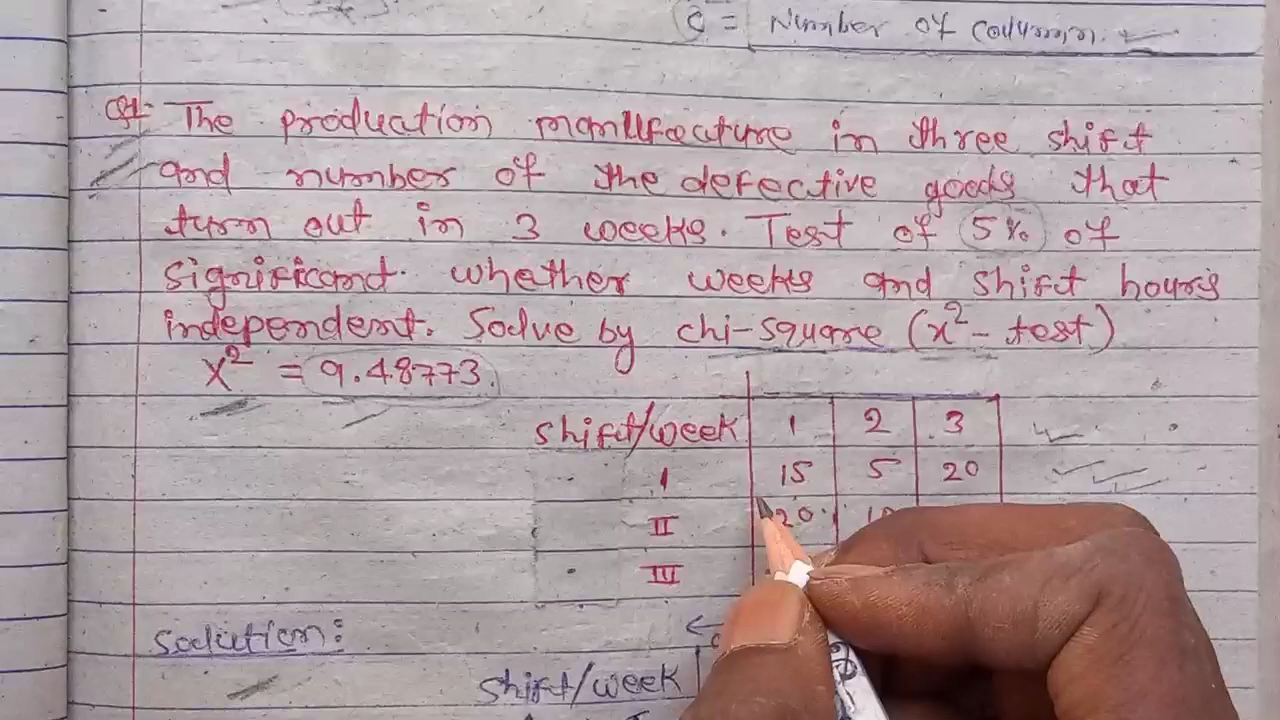 C = Number of Column.
Q1- The production manufacture in three shift
and number of the defective goods that
turn out in 3 weeks. Test of 5% of
significant whether weeks and shift hours
independent. Solve by chi-square (x²- test)
x² = 9.48773.
shift/week 1 2 3
I 15 5 20
II 20
III
Solution:
shift/week